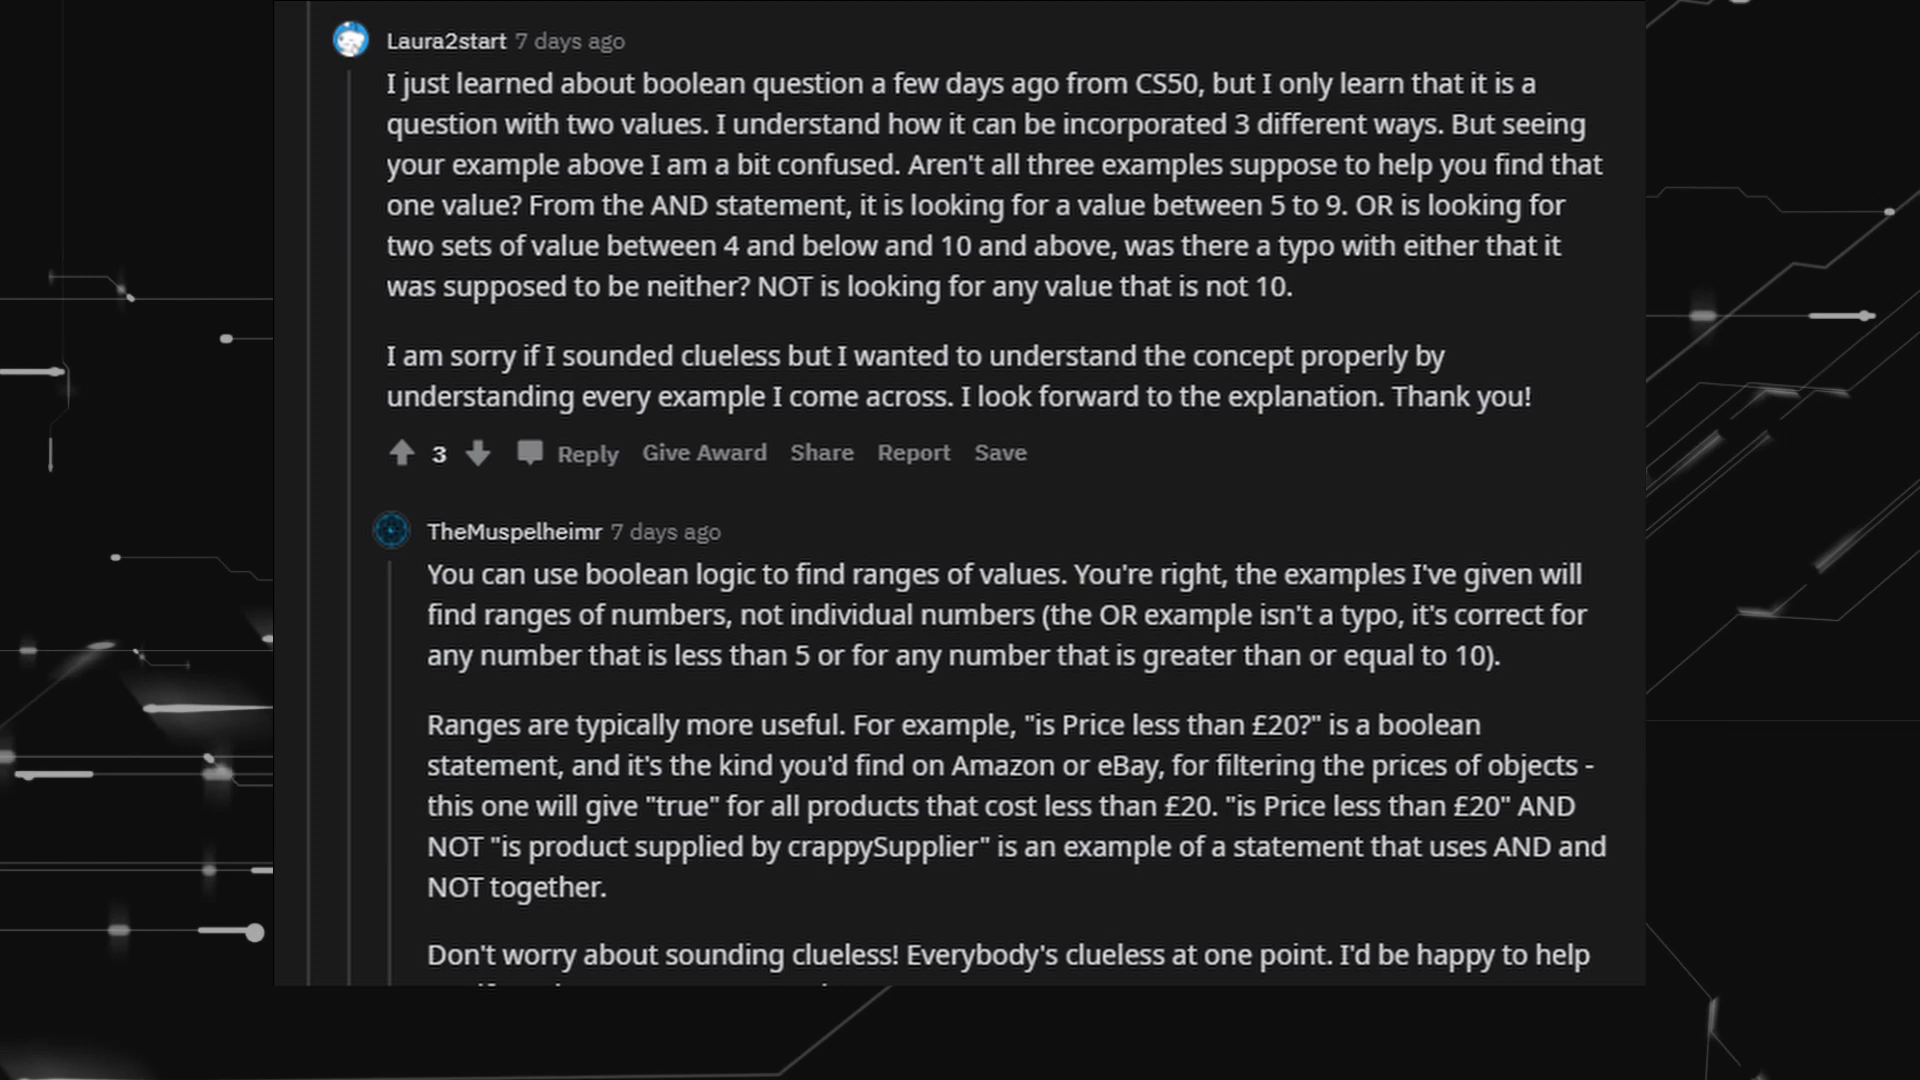 Laura2start 7 days ago
I just learned about boolean question a few days ago from CS50, but I only learn that it is a
question with two values. I understand how it can be incorporated 3 different ways. But seeing
your example above I am a bit confused. Aren't all three examples suppose to help you find that
one value? From the AND statement, it is looking for a value between 5 to 9. OR is looking for
two sets of value between 4 and below and 10 and above, was there a typo with either that it
was supposed to be neither? NOT is looking for any value that is not 10.
I am sorry if I sounded clueless but I wanted to understand the concept properly by
understanding every example I come across. I look forward to the explanation. Thank you!
3 Reply Give Award Share Report Save
TheMuspelheimr 7 days ago
You can use boolean logic to find ranges of values. You're right, the examples I've given will
find ranges of numbers, not individual numbers (the OR example isn't a typo, it's correct for
any number that is less than 5 or for any number that is greater than or equal to 10).
Ranges are typically more useful. For example, "is Price less than £20?" is a boolean
statement, and it's the kind you'd find on Amazon or eBay, for filtering the prices of objects -
this one will give "true" for all products that cost less than £20. "is Price less than £20" AND
NOT "is product supplied by crappySupplier" is an example of a statement that uses AND and
NOT together.
Don't worry about sounding clueless! Everybody's clueless at one point. I'd be happy to help